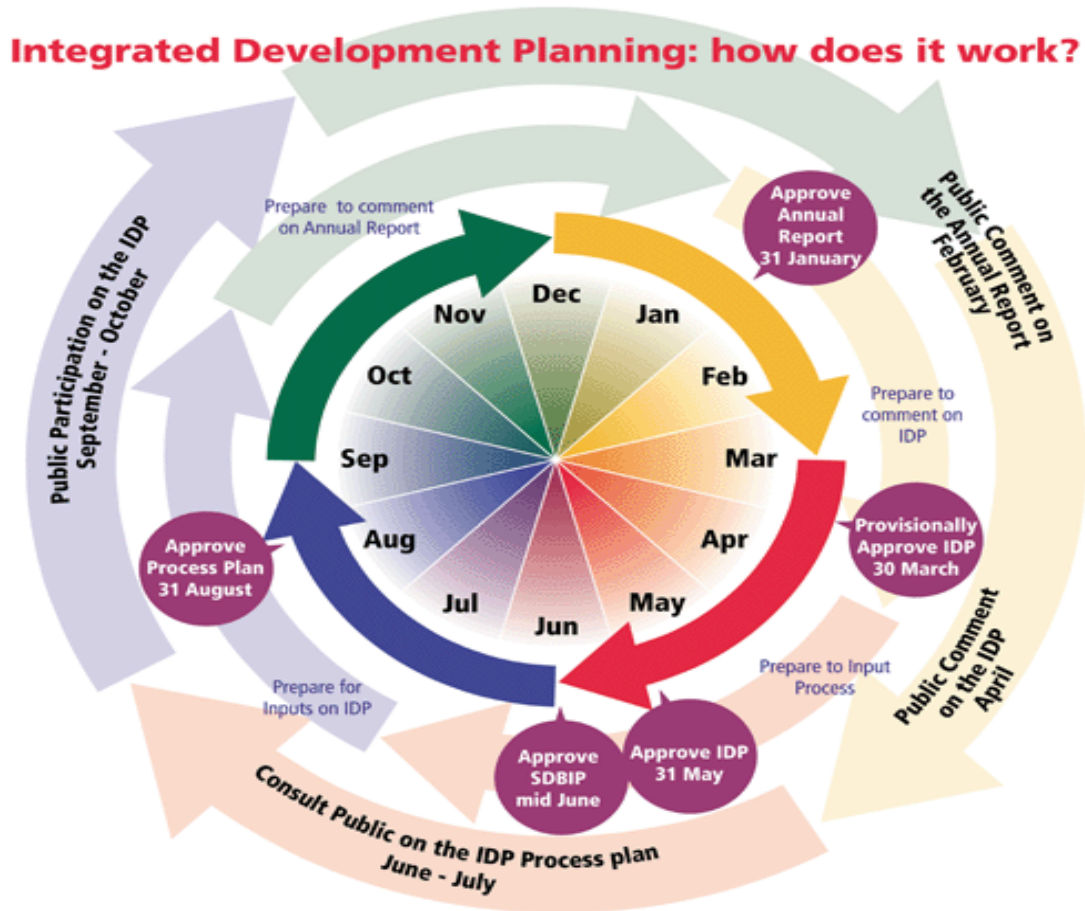 Integrated Development Planning: how does it work?
Public Participation on the IDP
September - October
Prepare to comment
on Annual Report
Approve
Annual
Report
31 January
Public Comment on
the Annual Report
February
Dec
Jan
Feb
Mar
Apr
May
Jun
Jul
Aug
Sep
Oct
Nov
Prepare to
comment on
IDP
Provisionally
Approve IDP
30 March
Public Comment
on the IDP
April
Prepare to Input
Process
Approve IDP
31 May
Approve
SDBIP
mid June
Consult Public on the IDP Process plan
June - July
Prepare for
Inputs on IDP
Approve
Process Plan
31 August